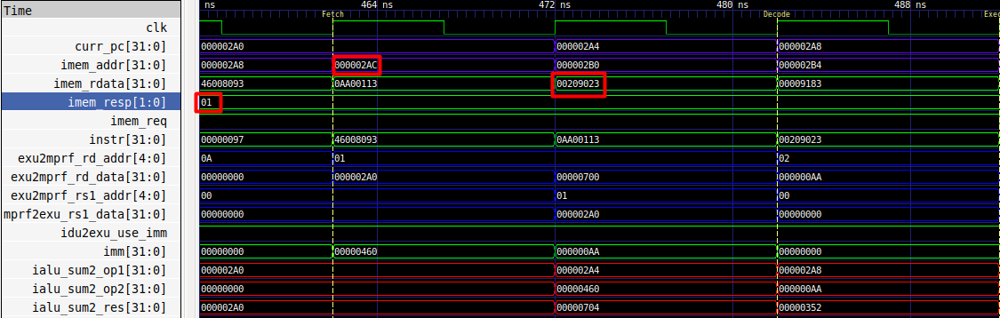 Time ns 464 ns 472 ns 480 ns 488 ns
Fetch Decode Exec
clk
curr_pc[31:0] 000002A0 000002A4 000002A8
imem_addr[31:0] 000002A8 000002AC 000002B0 000002B4
imem_rdata[31:0] 46008093 0AA00113 00209023 00009183
imem_resp[1:0] 01
imem_req
instr[31:0] 00000097 46008093 0AA00113 00209023
exu2mprf_rd_addr[4:0] 0A 01 02
exu2mprf_rd_data[31:0] 00000000 000002A0 00000700 000000AA
exu2mprf_rs1_addr[4:0] 00 01 00
mprf2exu_rs1_data[31:0] 00000000 000002A0 00000000
idu2exu_use_imm
imm[31:0] 00000000 00000460 000000AA 00000000
ialu_sum2_op1[31:0] 000002A0 000002A4 000002A8
ialu_sum2_op2[31:0] 00000000 00000460 000000AA
ialu_sum2_res[31:0] 000002A0 00000704 00000352